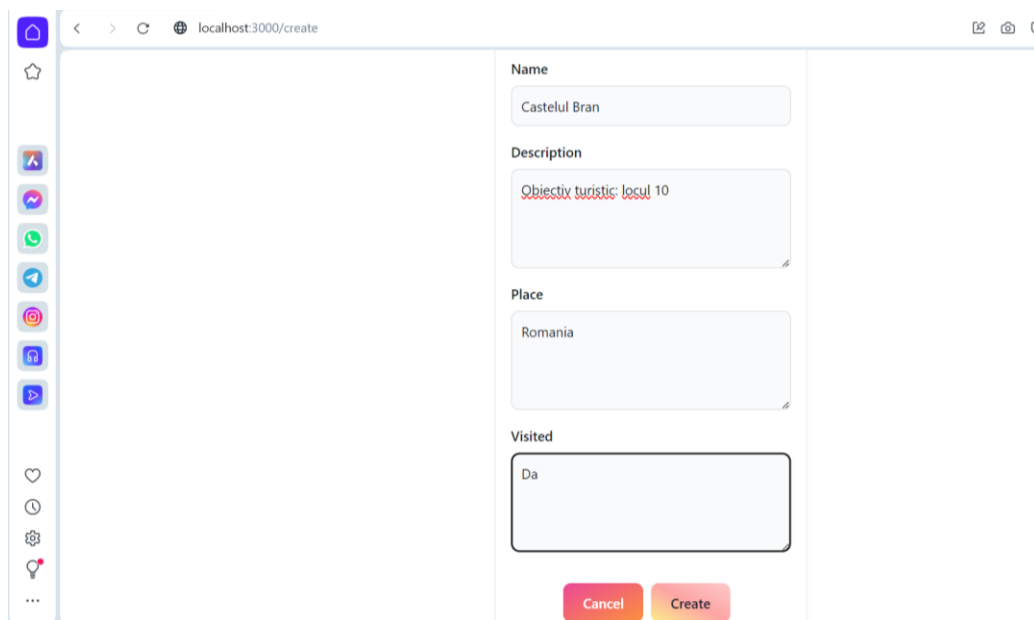 localhost:3000/create
Name
Castelul Bran
Description
Obiectiv turistic: locul 10
Place
Romania
Visited
Da
Cancel
Create